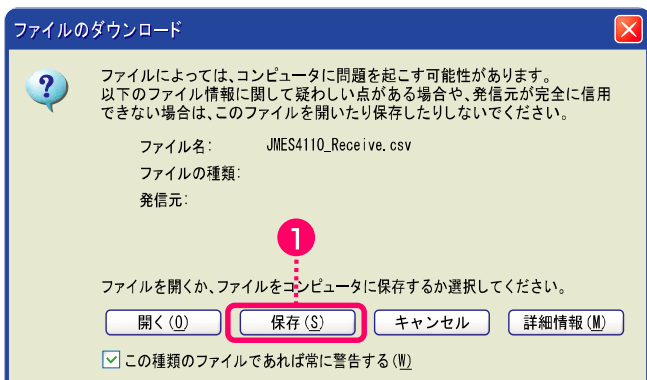 ファイルのダウンロード
ファイルによっては、コンピュータに問題を起こす可能性があります。
以下のファイル情報に関して疑わしい点がある場合や、発信元が完全に信用
できない場合は、このファイルを開いたり保存したりしないでください。
ファイル名: JMES4110_Receive.csv
ファイルの種類:
発信元:
1
ファイルを開くか、ファイルをコンピュータに保存するか選択してください。
開く(O) 保存(S) キャンセル 詳細情報(M)
この種類のファイルであれば常に警告する(W)